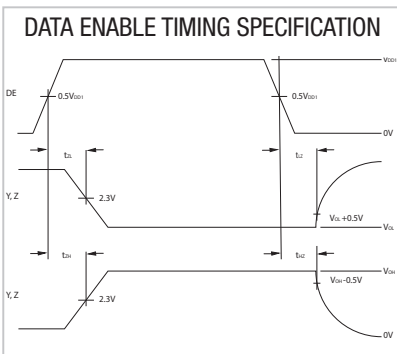 DATA ENABLE TIMING SPECIFICATION
VDD1
DE
0.5VDD1
0.5VDD1
0V
tZL
tLZ
Y, Z
2.3V
VOL+0.5V
VOL
tZH
tHZ
VOH
VOH–0.5V
Y, Z
2.3V
0V